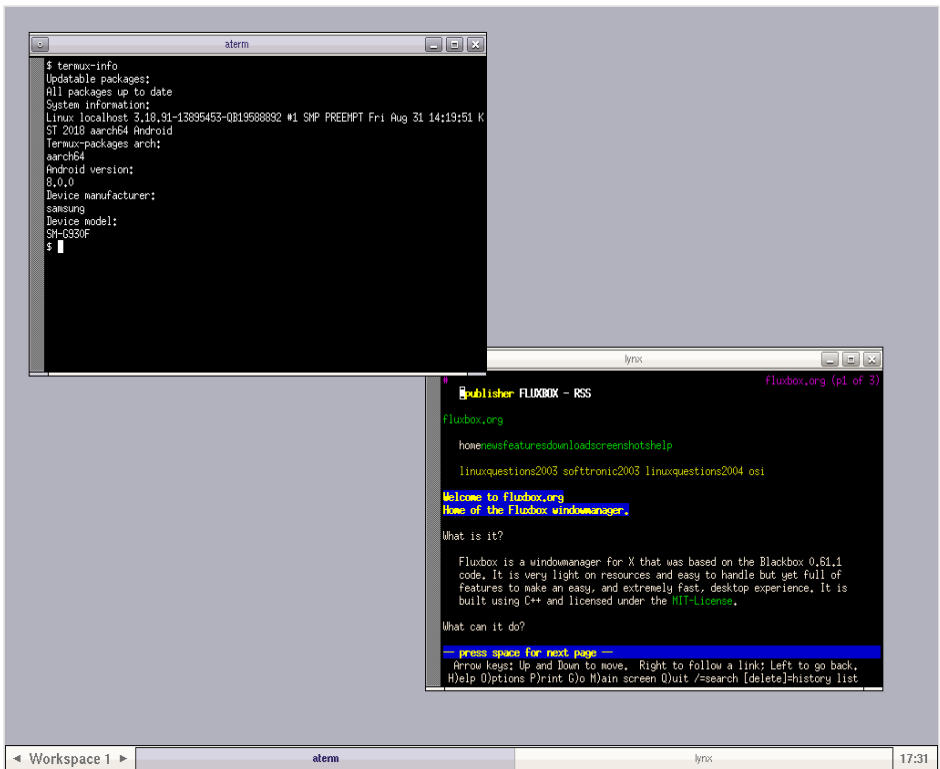 aterm
$ termux-info
Updatable packages:
All packages up to date
System information:
Linux localhost 3.18.91-13895453-QB19588892 #1 SMP PREEMPT Fri Aug 31 14:19:51 K
ST 2018 aarch64 Android
Termux-packages arch:
aarch64
Android version:
8.0.0
Device manufacturer:
samsung
Device model:
SM-G930F
$
lynx
# fluxbox.org (p1 of 3)
publisher FLUXBOX - RSS
fluxbox.org
homenewsfeaturesdownloadscreenshotshelp
linuxquestions2003 softtronic2003 linuxquestions2004 osi
Welcome to fluxbox.org
Home of the Fluxbox windowmanager.
What is it?
Fluxbox is a windowmanager for X that was based on the Blackbox 0.61.1
code. It is very light on resources and easy to handle but yet full of
features to make an easy, and extremely fast, desktop experience. It is
built using C++ and licensed under the MIT-License.
What can it do?
-- press space for next page --
Arrow keys: Up and Down to move. Right to follow a link; Left to go back.
H)elp O)ptions P)rint G)o M)ain screen Q)uit /=search [delete]=history list
◄ Workspace 1 ► aterm lynx 17:31